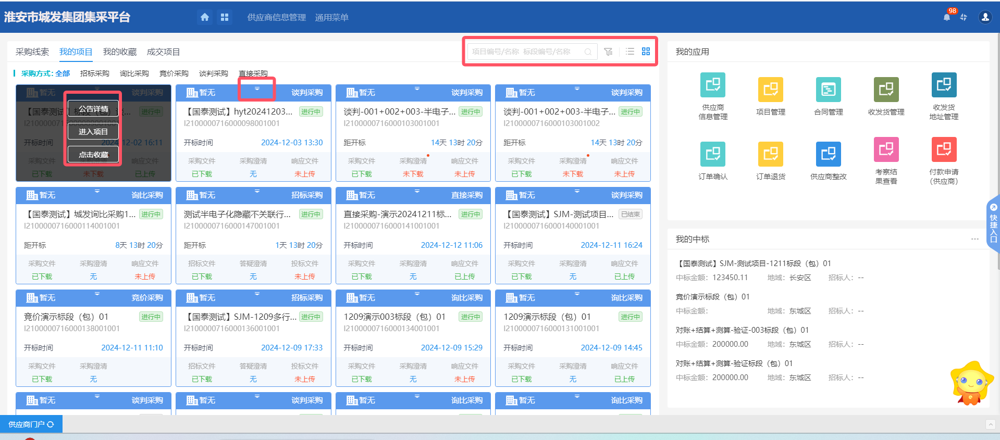 淮安市城发集团集采平台
供应商信息管理 通用菜单
98
采购线索 我的项目 我的收藏 成交项目
项目编号/名称 标段编号/名称
采购方式: 全部 招标采购 询比采购 竞价采购 谈判采购 直接采购
暂无 谈判采购
公告详情
进行中
进入项目
开标时间 2024-12-02 16:11
点击收藏
采购文件 响应文件
已下载 未下载 已上传
暂无 谈判采购
【国泰测试】hyt20241203... 进行中
I2100000716000098001001
开标时间 2024-12-03 13:30
采购文件 采购澄清 响应文件
已下载 无 未上传
暂无 谈判采购
谈判-001+002+003-半电子... 进行中
I2100000716000103001001
距开标 14天 13时 20分
采购文件 采购澄清 响应文件
已下载 未下载 未上传
暂无 谈判采购
谈判-001+002+003-半电子... 进行中
I2100000716000103001002
距开标 14天 13时 20分
采购文件 采购澄清 响应文件
已下载 未下载 未上传
暂无 询比采购
【国泰测试】城发询比采购1... 进行中
I2100000716000114001001
距开标 8天 13时 20分
采购文件 采购澄清 响应文件
已下载 无 未上传
暂无 招标采购
测试半电子化隐藏不关联行... 进行中
I2100000716000147001001
距开标 1天 13时 20分
招标文件 答疑澄清 投标文件
已下载 无 未上传
暂无 直接采购
直接采购-演示20241211标... 进行中
I2100000716000141001001
开标时间 2024-12-12 11:06
采购文件 采购澄清 响应文件
已下载 无 已上传
暂无 谈判采购
【国泰测试】SJM-测试项目... 已结束
I2100000716000140001001
开标时间 2024-12-11 16:24
采购文件 采购澄清 响应文件
已下载 无 已上传
暂无 竞价采购
竞价演示标段（包）01 进行中
I2100000716000138001001
开标时间 2024-12-11 11:10
采购文件 采购澄清
已下载 无
暂无 招标采购
【国泰测试】SJM-1209多行... 进行中
I2100000716000136001001
开标时间 2024-12-09 17:33
招标文件 答疑澄清 投标文件
已下载 无 未上传
暂无 询比采购
1209演示003标段（包）01 进行中
I2100000716000134001001
开标时间 2024-12-09 15:29
采购文件 采购澄清 响应文件
已下载 无 未上传
暂无 询比采购
1209演示标段（包）01 进行中
I2100000716000131001001
开标时间 2024-12-09 14:45
采购文件 采购澄清 响应文件
已下载 无 已上传
暂无 谈判采购
暂无 谈判采购
暂无 询比采购
暂无 询比采购
我的应用
供应商
信息管理
项目管理
合同管理
收发货管理
收发货
地址管理
订单确认
订单退货
供应商整改
考察结
果查看
付款申请
（供应商）
快捷入口
我的中标
【国泰测试】SJM-测试项目-1211标段（包）01
中标金额：123450.11 地域：长安区 招标人：--
竞价演示标段（包）01
中标金额： 地域：东城区 招标人：--
对账+结算+测算-验证-003标段（包）01
中标金额：200000.00 地域：东城区 招标人：--
对账+结算+测算-验证标段（包）01
中标金额：200000.00 地域：东城区 招标人：--
供应商门户